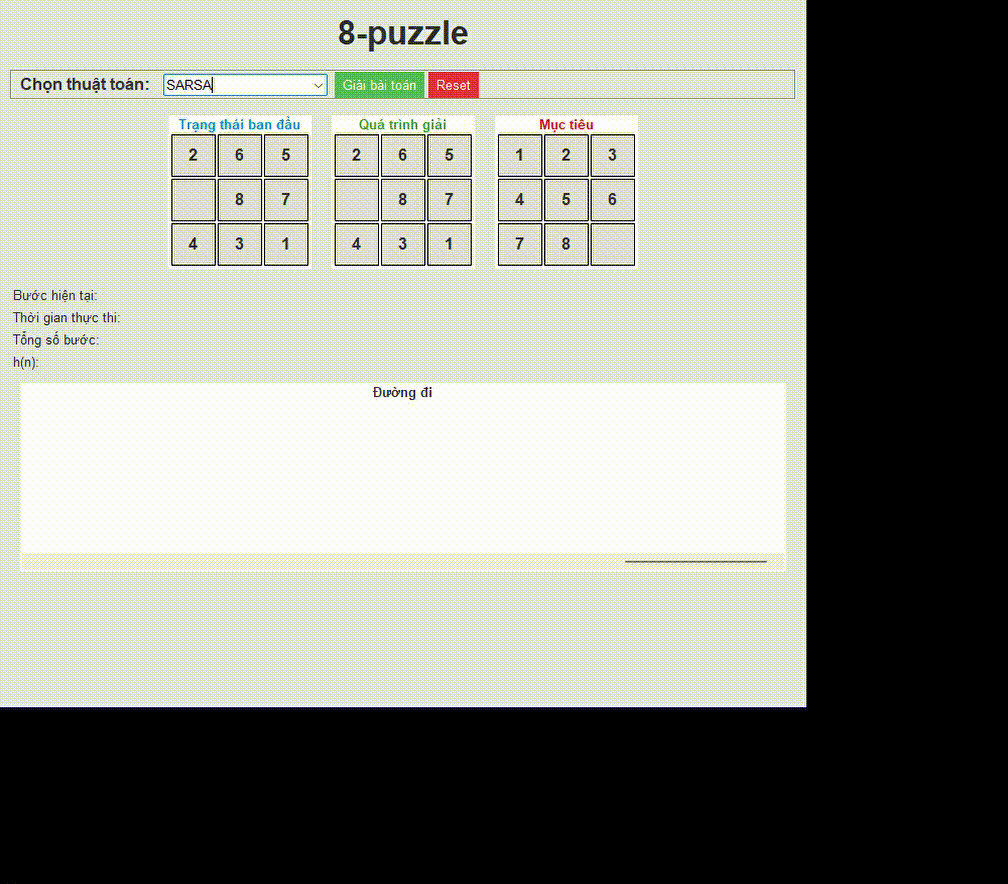 8-puzzle
Chọn thuật toán: SARSA Giải bài toán Reset
Trạng thái ban đầu Quá trình giải Mục tiêu
2 6 5 2 6 5 1 2 3
8 7 8 7 4 5 6
4 3 1 4 3 1 7 8
Bước hiện tại:
Thời gian thực thi:
Tổng số bước:
h(n):
Đường đi